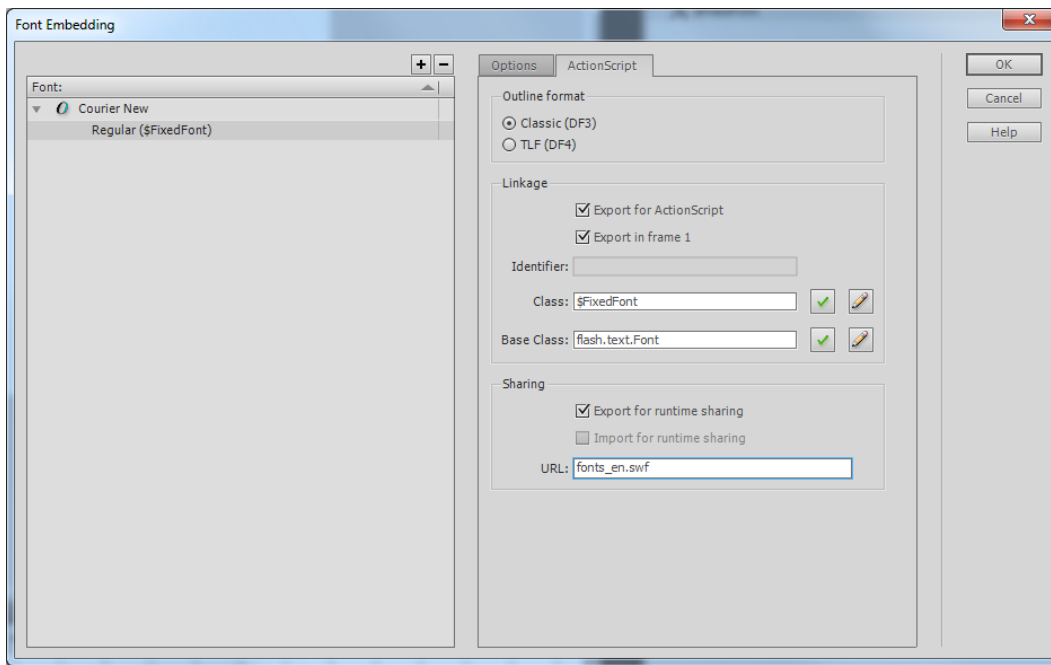 Font Embedding
Font:
Courier New
Regular ($FixedFont)
Options ActionScript
Outline format
Classic (DF3)
TLF (DF4)
Linkage
Export for ActionScript
Export in frame 1
Identifier:
Class: $FixedFont
Base Class: flash.text.Font
Sharing
Export for runtime sharing
Import for runtime sharing
URL: fonts_en.swf
OK
Cancel
Help